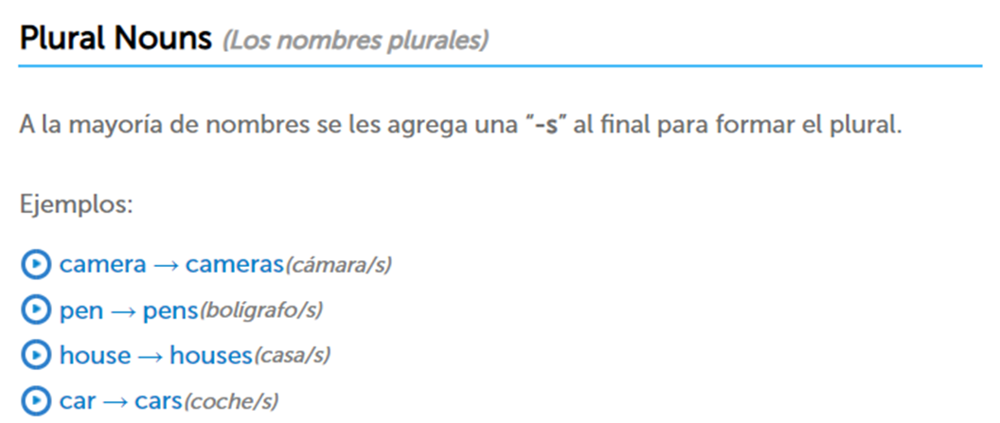 Plural Nouns (Los nombres plurales)
A la mayoría de nombres se les agrega una “-s” al final para formar el plural.
Ejemplos:
camera → cameras(cámara/s)
pen → pens(bolígrafo/s)
house → houses(casa/s)
car → cars(coche/s)